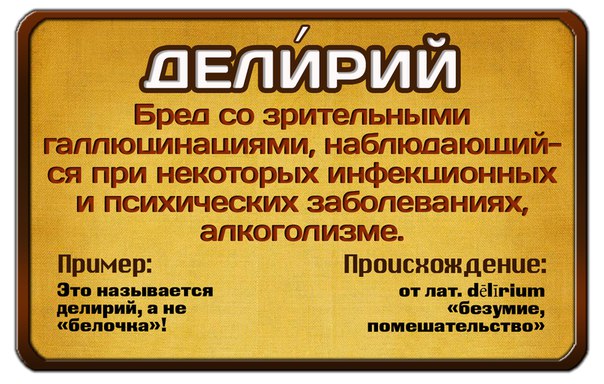 ДЕЛИ́РИЙ
Бред со зрительными
галлюцинациями, наблюдающий-
ся при некоторых инфекционных
и психических заболеваниях,
алкоголизме.
Пример:
Это называется
делирий, а не
«белочка»!
Происхождение:
от лат. dēlīrium
«безумие,
помешательство»